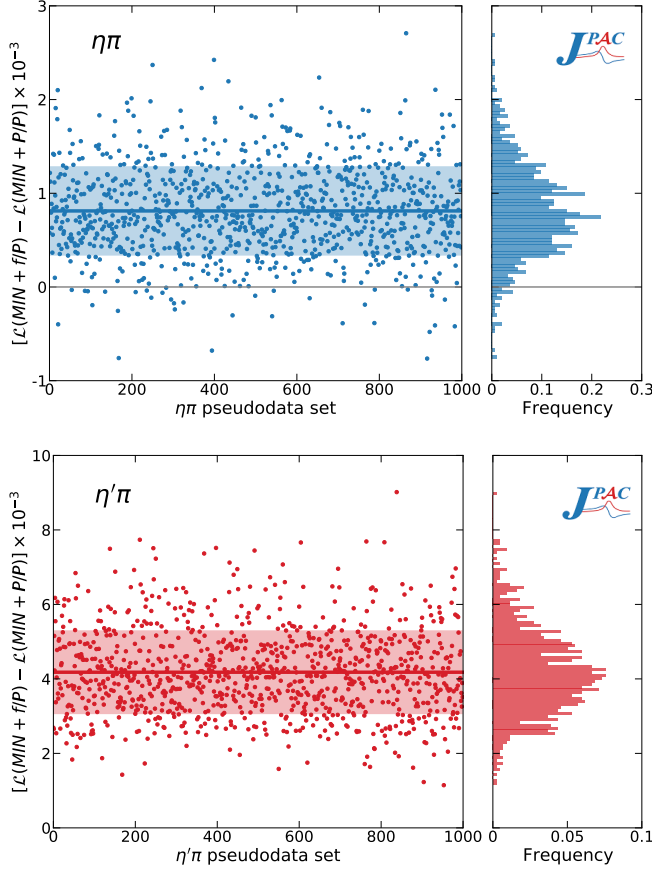 ηπ
[ℒ(MIN + f/P) − ℒ(MIN + P/P)] × 10⁻³
3
2
1
0
-1
0 200 400 600 800 1000
ηπ pseudodata set
JPAC
0 0.1 0.2 0.3
Frequency
η′π
[ℒ(MIN + f/P) − ℒ(MIN + P/P)] × 10⁻³
10
8
6
4
2
0
0 200 400 600 800 1000
η′π pseudodata set
JPAC
0 0.05 0.1
Frequency